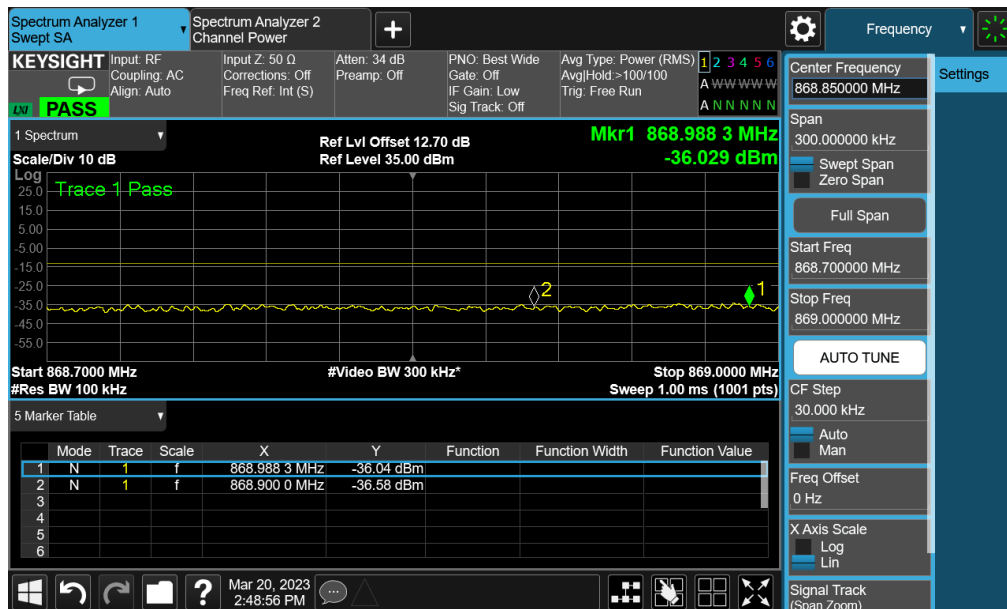 Spectrum Analyzer 1
Swept SA
Spectrum Analyzer 2
Channel Power
Frequency
KEYSIGHT
LXI PASS
Input: RF
Coupling: AC
Align: Auto
Input Z: 50 Ω
Corrections: Off
Freq Ref: Int (S)
Atten: 34 dB
Preamp: Off
PNO: Best Wide
Gate: Off
IF Gain: Low
Sig Track: Off
Avg Type: Power (RMS)
Avg|Hold:>100/100
Trig: Free Run
1 2 3 4 5 6
A W W W W W
A N N N N N
1 Spectrum
Scale/Div 10 dB
Ref Lvl Offset 12.70 dB
Ref Level 35.00 dBm
Mkr1 868.988 3 MHz
-36.029 dBm
Log
Trace 1 Pass
25.0
15.0
5.00
-5.00
-15.0
-25.0
-35.0
-45.0
-55.0
2
1
Start 868.7000 MHz
#Video BW 300 kHz*
Stop 869.0000 MHz
#Res BW 100 kHz
Sweep 1.00 ms (1001 pts)
5 Marker Table
Mode Trace Scale X Y Function Function Width Function Value
1 N 1 f 868.988 3 MHz -36.04 dBm
2 N 1 f 868.900 0 MHz -36.58 dBm
3
4
5
6
?
Mar 20, 2023
2:48:56 PM
Center Frequency
868.850000 MHz
Span
300.000000 kHz
Swept Span
Zero Span
Full Span
Start Freq
868.700000 MHz
Stop Freq
869.000000 MHz
AUTO TUNE
CF Step
30.000 kHz
Auto
Man
Freq Offset
0 Hz
X Axis Scale
Log
Lin
Signal Track
(Span Zoom)
Settings